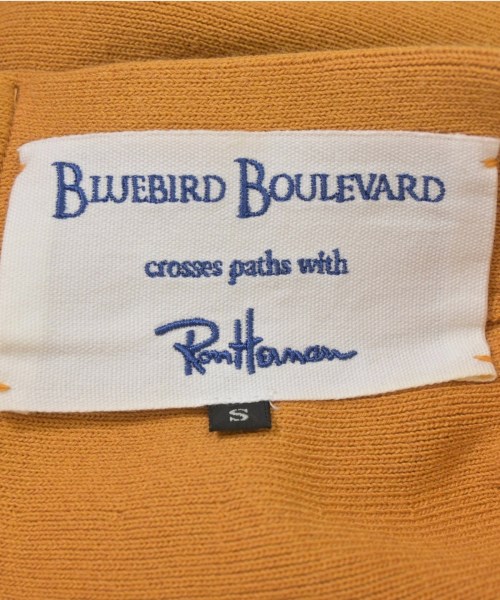 BLUEBIRD BOULEVARD
crosses paths with
Ron Herman
S